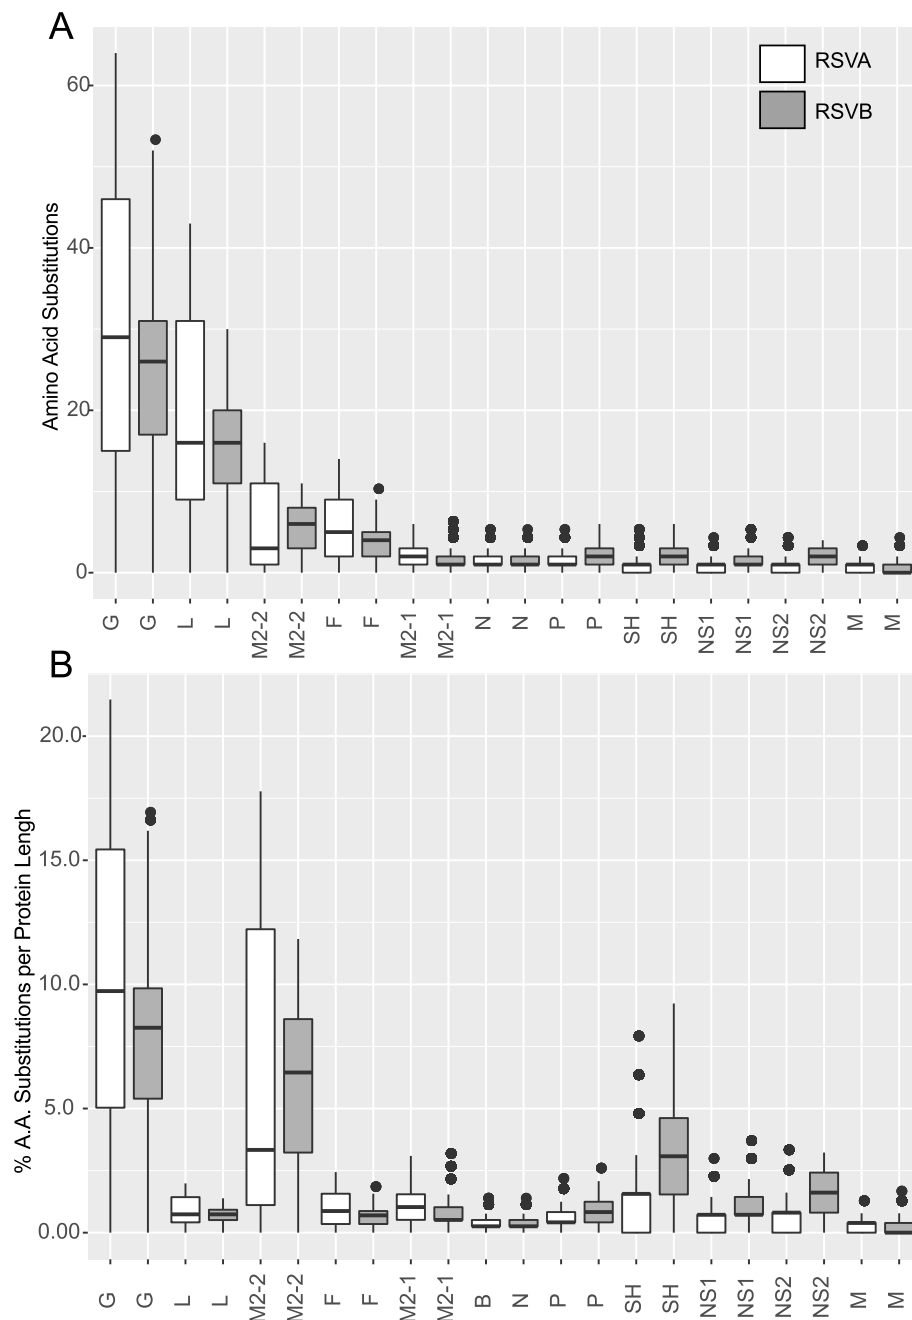 A
RSVA
RSVB
Amino Acid Substitutions
60
40
20
0
G G L L M2-2 M2-2 F F M2-1 M2-1 N N P P SH SH NS1 NS1 NS2 NS2 M M
B
% A.A. Substitutions per Protein Lengh
20.0
15.0
10.0
5.0
0.00
G G L L M2-2 M2-2 F F M2-1 M2-1 B N P P SH SH NS1 NS1 NS2 NS2 M M